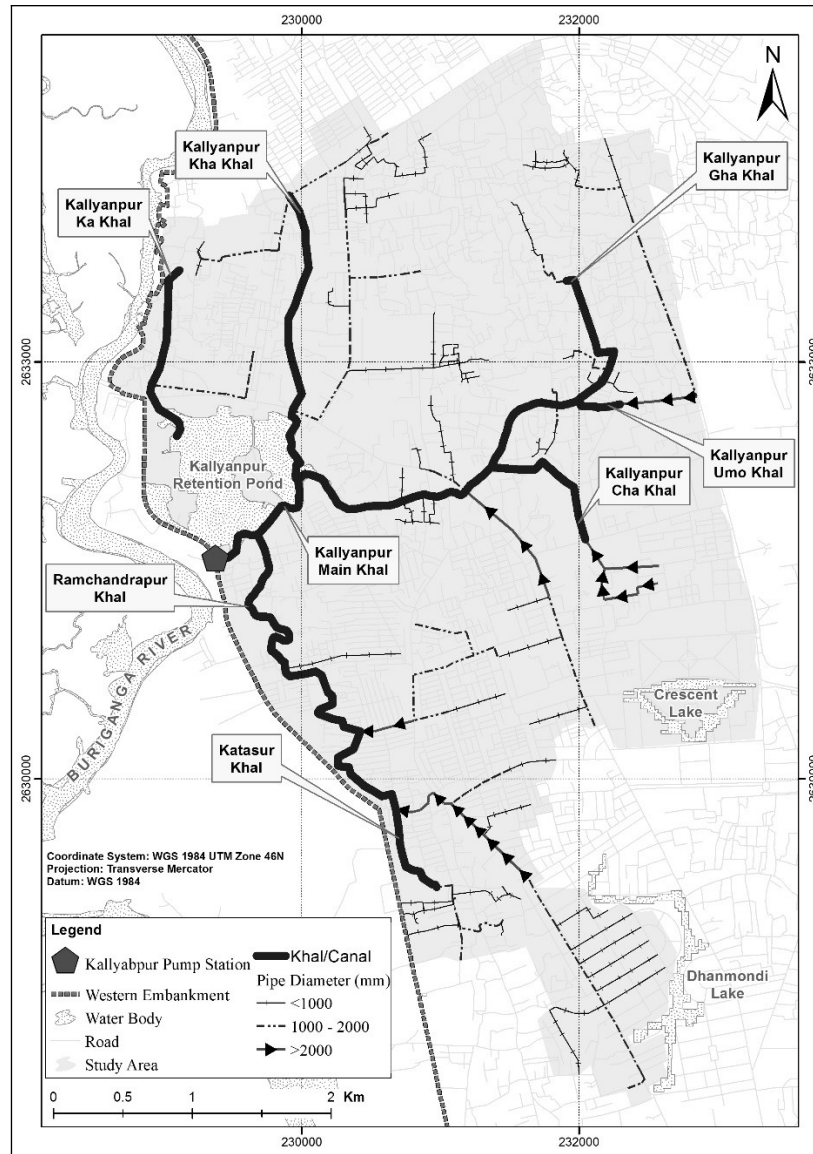 230000
232000
N
Kallyanpur
Kha Khal
Kallyanpur
Gha Khal
Kallyanpur
Ka Khal
2633000
2633000
Kallyanpur
Retention Pond
Kallyanpur
Umo Khal
Kallyanpur
Cha Khal
Kallyanpur
Main Khal
Ramchandrapur
Khal
BURIGANGA RIVER
Crescent
Lake
Katasur
Khal
2630000
2630000
Coordinate System: WGS 1984 UTM Zone 46N
Projection: Transverse Mercator
Datum: WGS 1984
Legend
Kallyabpur Pump Station
Western Embankment
Water Body
Road
Study Area
Khal/Canal
Pipe Diameter (mm)
<1000
1000 - 2000
>2000
Dhanmondi
Lake
0 0.5 1 2 Km
230000
232000